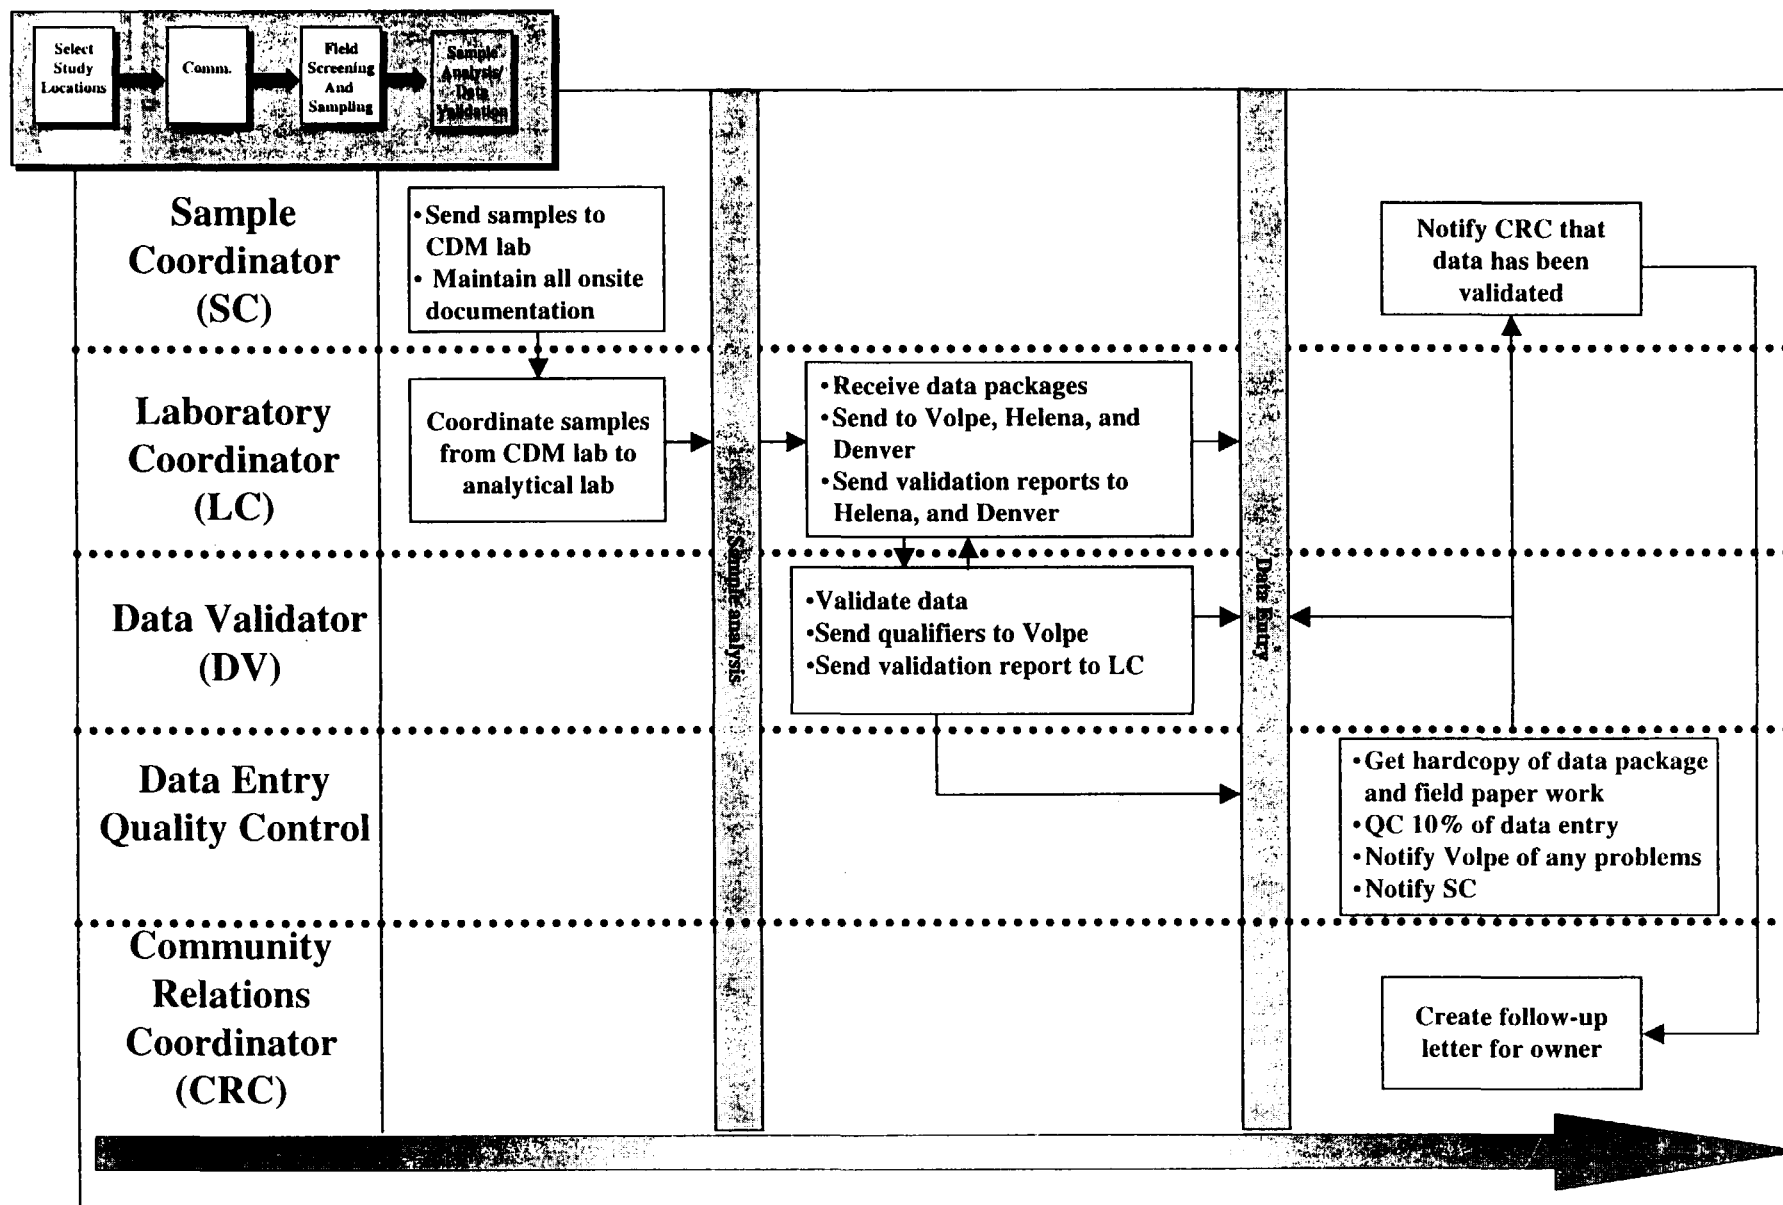 Select
Study
Locations
Comm.
Field
Screening
And
Sampling
Sample
Analysis/
Data
Validation
Sample
Coordinator
(SC)
•Send samples to
CDM lab
• Maintain all onsite
documentation
Notify CRC that
data has been
validated
Laboratory
Coordinator
(LC)
Coordinate samples
from CDM lab to
analytical lab
Sample analysis
•Receive data packages
•Send to Volpe, Helena, and
Denver
•Send validation reports to
Helena, and Denver
Data Entry
Data Validator
(DV)
•Validate data
•Send qualifiers to Volpe
•Send validation report to LC
Data Entry
Quality Control
•Get hardcopy of data package
and field paper work
•QC 10% of data entry
•Notify Volpe of any problems
•Notify SC
Community
Relations
Coordinator
(CRC)
Create follow-up
letter for owner